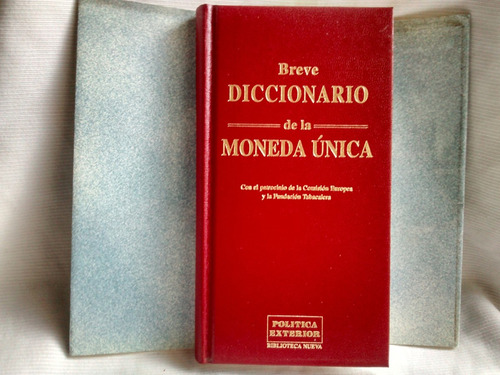 Breve
DICCIONARIO
de la
MONEDA ÚNICA
Con el patrocinio de la Comisión Europea
y la Fundación Tabacalera
POLITICA
EXTERIOR
BIBLIOTECA NUEVA